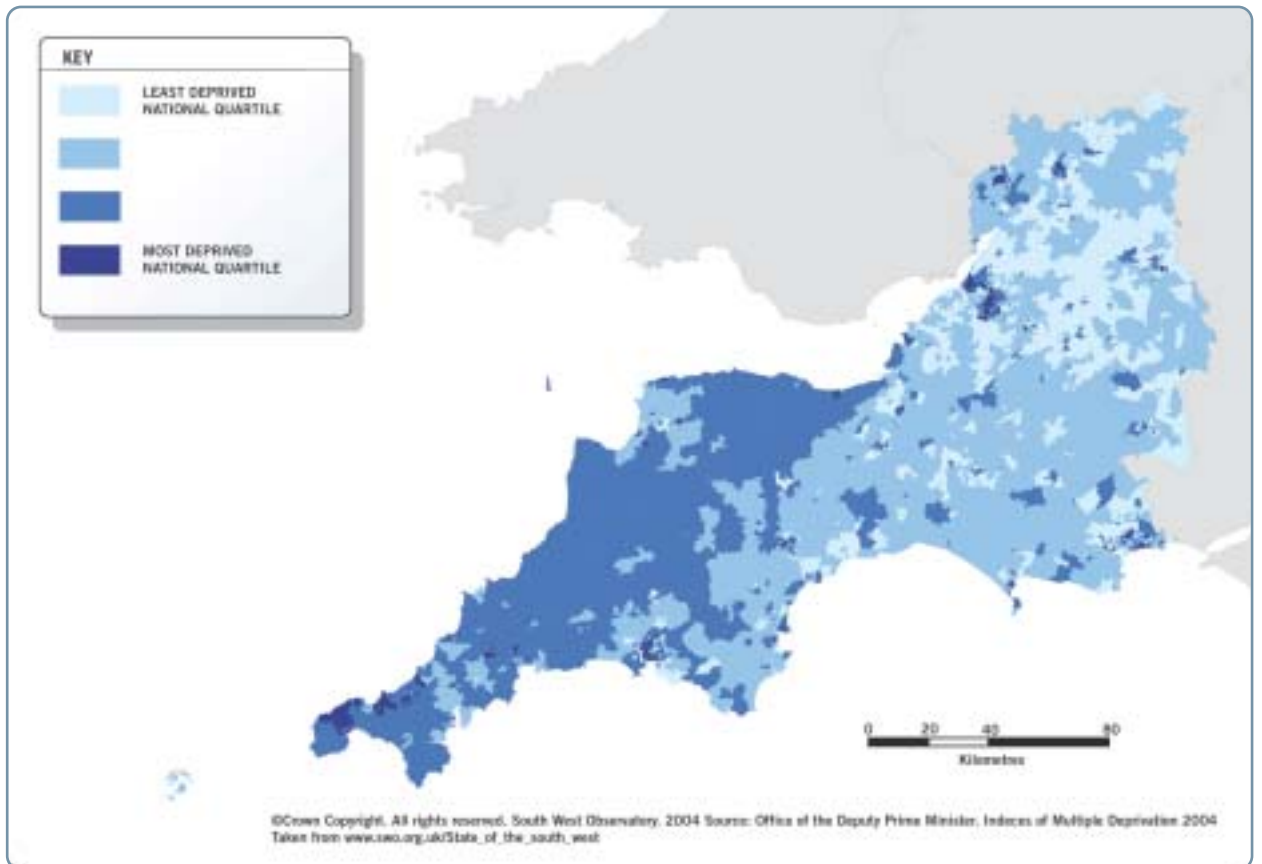 KEY
LEAST DEPRIVED
NATIONAL QUARTILE
MOST DEPRIVED
NATIONAL QUARTILE
0 20 40 80
Kilometres
©Crown Copyright. All rights reserved. South West Observatory. 2004 Source: Office of the Deputy Prime Minister. Indeces of Multiple Deprivation 2004
Taken from www.swo.org.uk/State_of_the_south_west